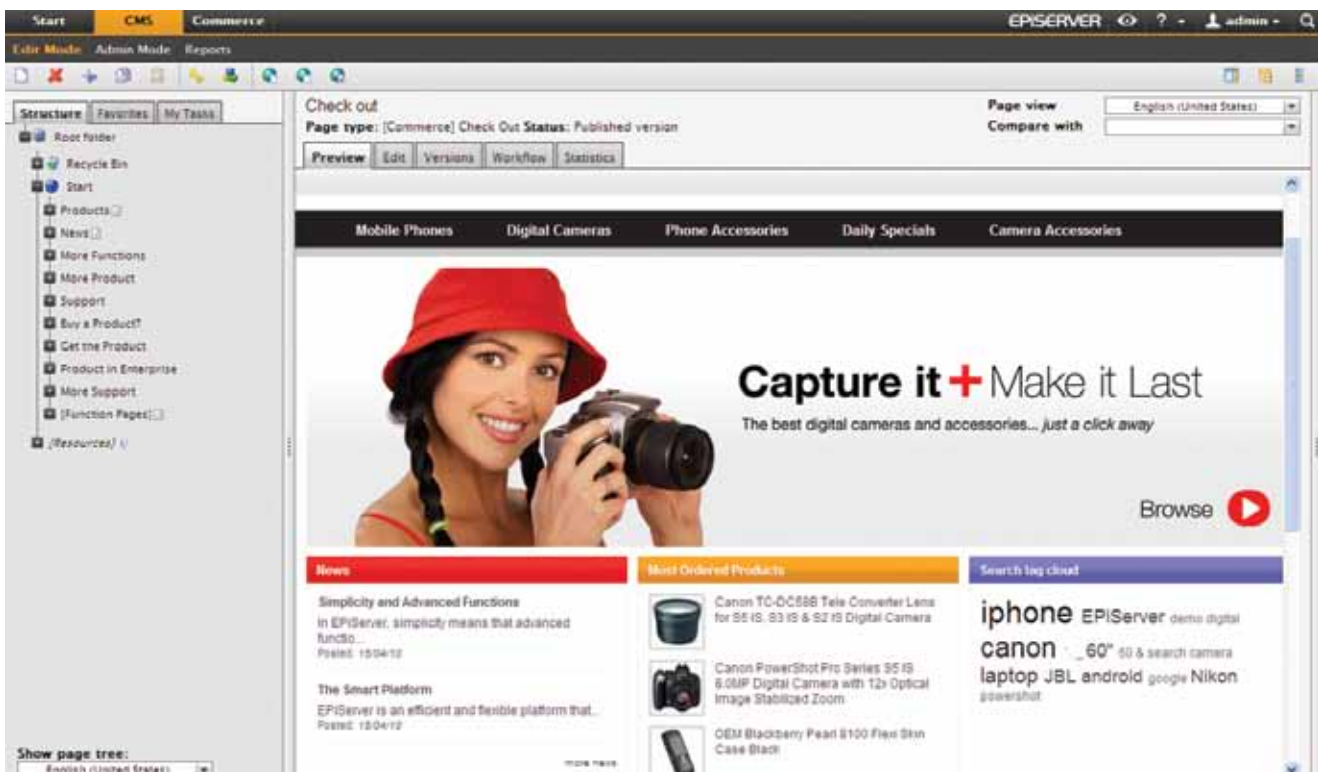 Start CMS Commerce EPiSERVER ? admin
Edit Mode Admin Mode Reports
Structure Favorites My Tasks
Root folder
Recycle Bin
Start
Products
News
More Functions
More Product
Support
Buy a Product?
Get the Product
Product in Enterprise
More Support
[Function Pages]
[Resources]
Show page tree:
English (United States)
Check out
Page type: [Commerce] Check Out Status: Published version
Page view English (United States)
Compare with
Preview Edit Versions Workflow Statistics
Mobile Phones Digital Cameras Phone Accessories Daily Specials Camera Accessories
Capture it + Make it Last
The best digital cameras and accessories... just a click away
Browse
News
Simplicity and Advanced Functions
In EPiServer, simplicity means that advanced
functio...
Posted: 15/04/10
The Smart Platform
EPiServer is an efficient and flexible platform that...
Posted: 15/04/10
more news
Most Ordered Products
Canon TC-DC58B Tele Converter Lens
for S5 IS, S3 IS & S2 IS Digital Camera
Canon PowerShot Pro Series S5 IS
8.0MP Digital Camera with 12x Optical
Image Stabilized Zoom
OEM Blackberry Pearl 8100 Flexi Skin
Case Black
Search tag cloud
iphone EPiServer demo digital
canon _60" 50 & search camera
laptop JBL android google Nikon
powershot